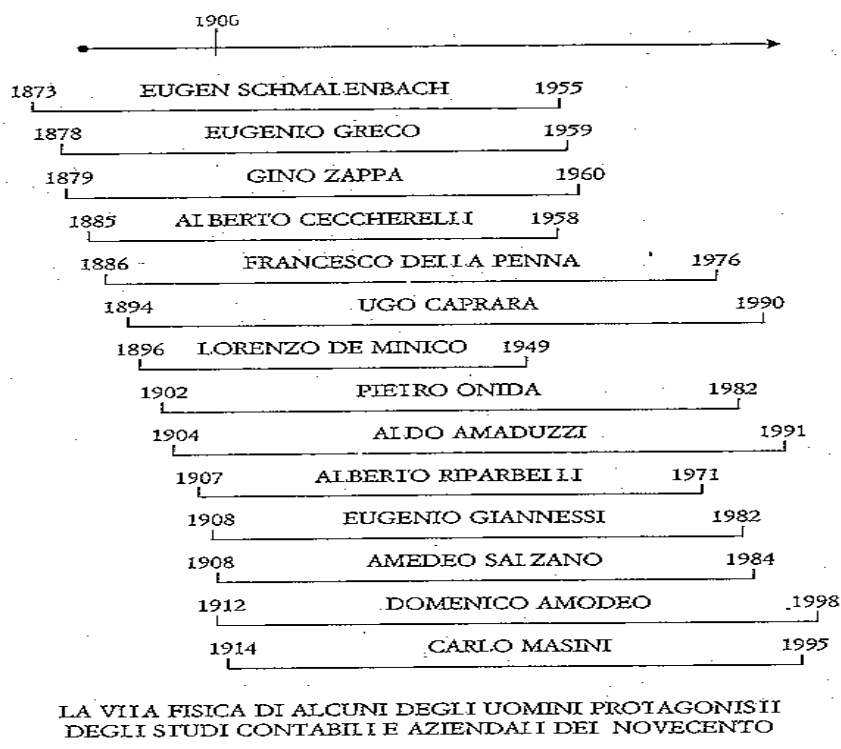 1906
1873 EUGEN SCHMALENBACH 1955
1878 EUGENIO GRECO 1959
1879 GINO ZAPPA 1960
1885 ALBERTO CECCHERELLI 1958
1886 FRANCESCO DELLA PENNA 1976
1894 UGO CAPRARA 1990
1896 LORENZO DE MINICO 1949
1902 PIETRO ONIDA 1982
1904 ALDO AMADUZZI 1991
1907 ALBERTO RIPARBELLI 1971
1908 EUGENIO GIANNESSI 1982
1908 AMEDEO SALZANO 1984
1912 DOMENICO AMODEO 1998
1914 CARLO MASINI 1995
LA VITA FISICA DI ALCUNI DEGLI UOMINI PROTAGONISTI
DEGLI STUDI CONTABILI E AZIENDALI DEL NOVECENTO